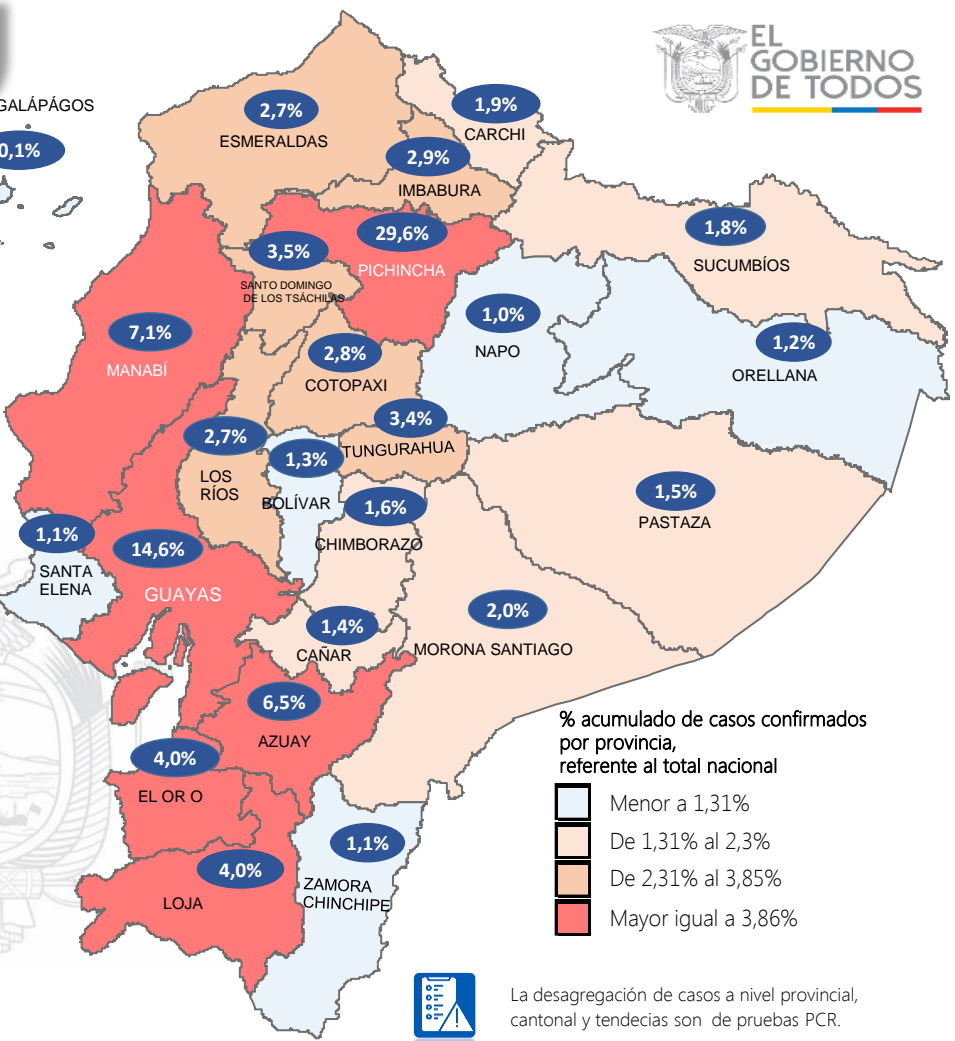 EL
GOBIERNO
DE TODOS
GALÁPÁGOS
0,1%
2,7%
ESMERALDAS
1,9%
CARCHI
2,9%
IMBABURA
29,6%
PICHINCHA
3,5%
SANTO DOMINGO
DE LOS TSÁCHILAS
1,8%
SUCUMBÍOS
7,1%
MANABÍ
1,0%
NAPO
1,2%
ORELLANA
2,8%
COTOPAXI
3,4%
TUNGURAHUA
2,7%
LOS
RÍOS
1,3%
BOLÍVAR
1,6%
CHIMBORAZO
1,5%
PASTAZA
1,1%
SANTA
ELENA
14,6%
GUAYAS
1,4%
CAÑAR
2,0%
MORONA SANTIAGO
6,5%
AZUAY
4,0%
EL OR O
4,0%
LOJA
1,1%
ZAMORA
CHINCHIPE
% acumulado de casos confirmados
por provincia,
referente al total nacional
Menor a 1,31%
De 1,31% al 2,3%
De 2,31% al 3,85%
Mayor igual a 3,86%
La desagregación de casos a nivel provincial,
cantonal y tendecias son de pruebas PCR.